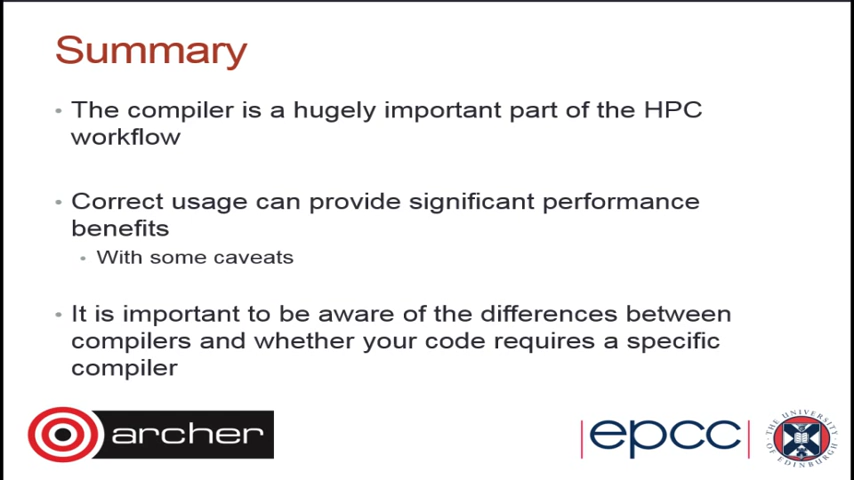 Summary
• The compiler is a hugely important part of the HPC
workflow
• Correct usage can provide significant performance
benefits
• With some caveats
• It is important to be aware of the differences between
compilers and whether your code requires a specific
compiler
archer
epcc
THE UNIVERSITY
OF EDINBURGH